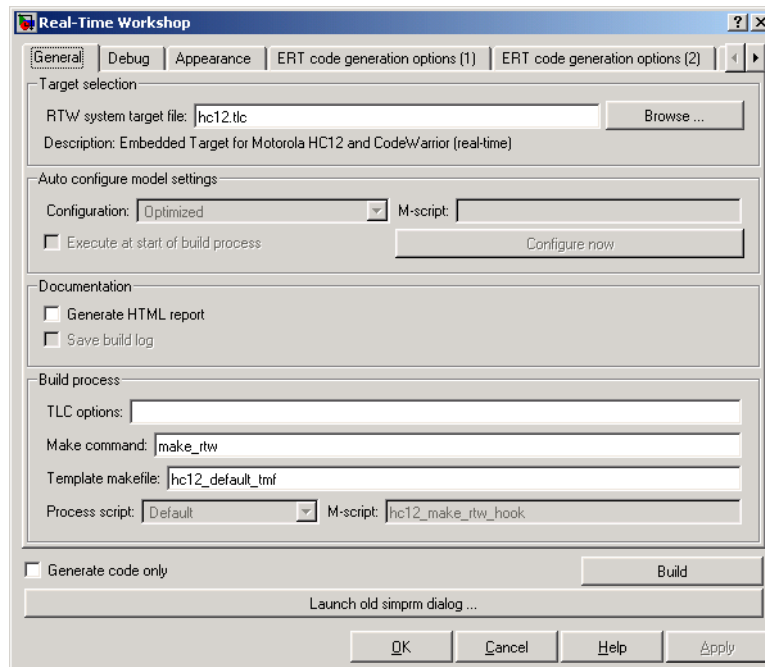 Real-Time Workshop
General Debug Appearance ERT code generation options (1) ERT code generation options (2)
Target selection
RTW system target file: hc12.tlc Browse ...
Description: Embedded Target for Motorola HC12 and CodeWarrior (real-time)
Auto configure model settings
Configuration: Optimized M-script:
Execute at start of build process Configure now
Documentation
Generate HTML report
Save build log
Build process
TLC options:
Make command: make_rtw
Template makefile: hc12_default_tmf
Process script: Default M-script: hc12_make_rtw_hook
Generate code only Build
Launch old simprm dialog ...
OK Cancel Help Apply